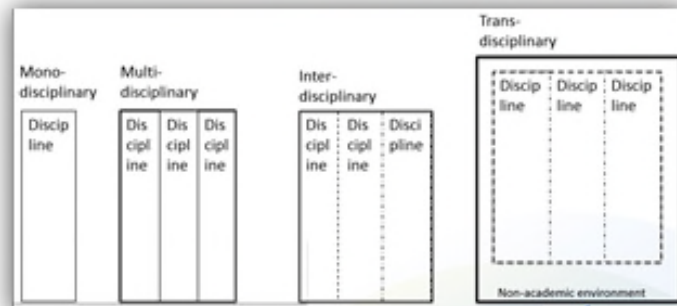 Mono-
disciplinary
Discip
line
Multi-
disciplinary
Dis
cipl
ine
Dis
cipl
ine
Dis
cipl
ine
Inter-
disciplinary
Dis
cipl
ine
Dis
cipl
ine
Disci
pline
Trans-
disciplinary
Discip
line
Discip
line
Discip
line
Non-academic environment